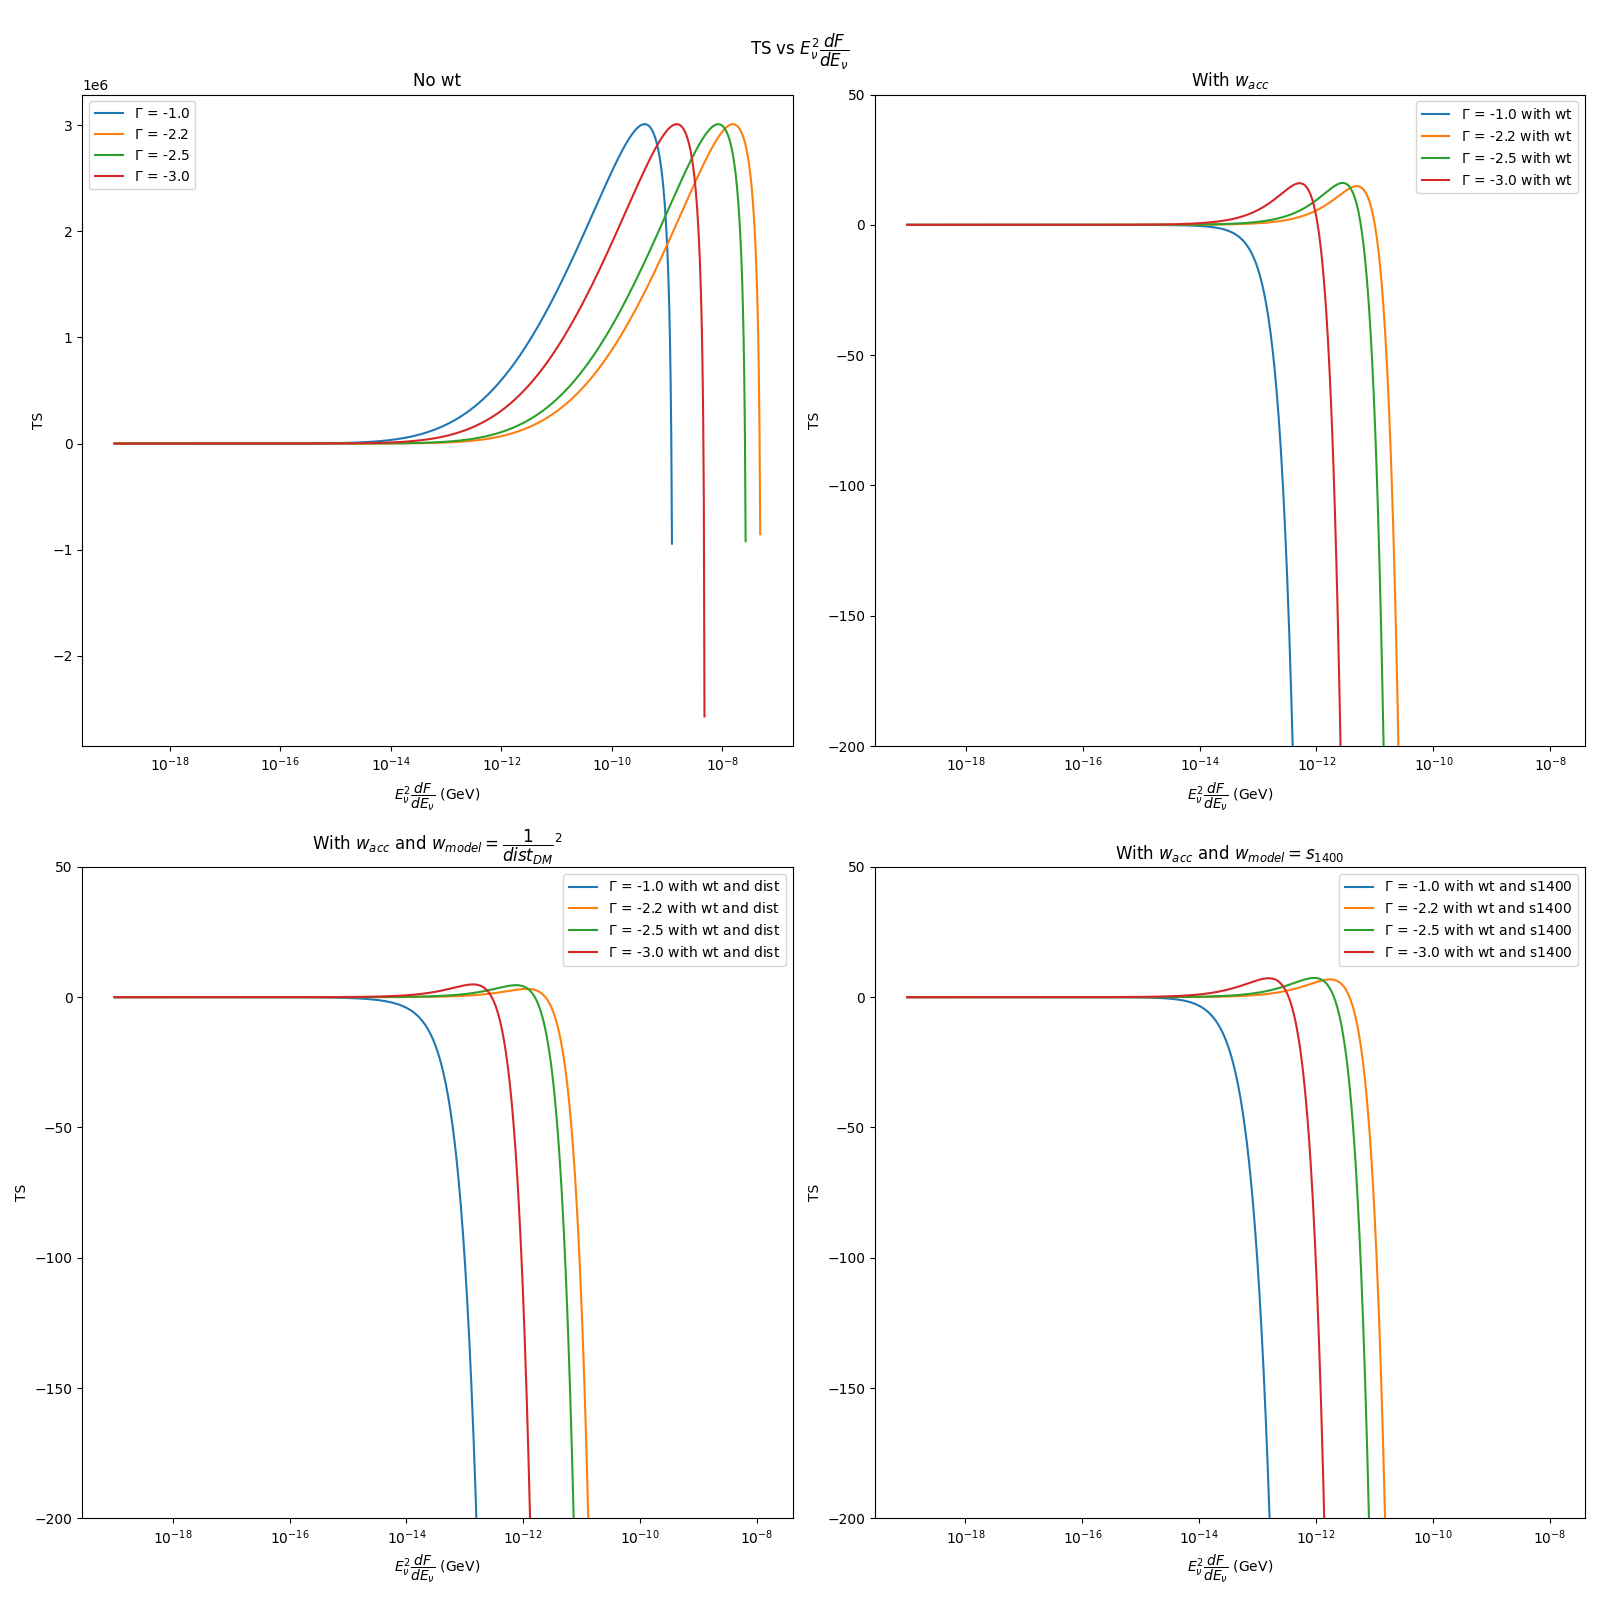 TS vs $E_\nu^2 \dfrac{dF}{dE_\nu}$
No wt
1e6
Γ = -1.0
Γ = -2.2
Γ = -2.5
Γ = -3.0
3
2
1
0
−1
−2
TS
10⁻¹⁸ 10⁻¹⁶ 10⁻¹⁴ 10⁻¹² 10⁻¹⁰ 10⁻⁸
$E_\nu^2 \dfrac{dF}{dE_\nu}$ (GeV)
With $w_{acc}$
Γ = -1.0 with wt
Γ = -2.2 with wt
Γ = -2.5 with wt
Γ = -3.0 with wt
50
0
−50
−100
−150
−200
TS
10⁻¹⁸ 10⁻¹⁶ 10⁻¹⁴ 10⁻¹² 10⁻¹⁰ 10⁻⁸
$E_\nu^2 \dfrac{dF}{dE_\nu}$ (GeV)
With $w_{acc}$ and $w_{model} = \dfrac{1}{dist_{DM}}^2$
Γ = -1.0 with wt and dist
Γ = -2.2 with wt and dist
Γ = -2.5 with wt and dist
Γ = -3.0 with wt and dist
50
0
−50
−100
−150
−200
TS
10⁻¹⁸ 10⁻¹⁶ 10⁻¹⁴ 10⁻¹² 10⁻¹⁰ 10⁻⁸
$E_\nu^2 \dfrac{dF}{dE_\nu}$ (GeV)
With $w_{acc}$ and $w_{model} = s_{1400}$
Γ = -1.0 with wt and s1400
Γ = -2.2 with wt and s1400
Γ = -2.5 with wt and s1400
Γ = -3.0 with wt and s1400
50
0
−50
−100
−150
−200
TS
10⁻¹⁸ 10⁻¹⁶ 10⁻¹⁴ 10⁻¹² 10⁻¹⁰ 10⁻⁸
$E_\nu^2 \dfrac{dF}{dE_\nu}$ (GeV)